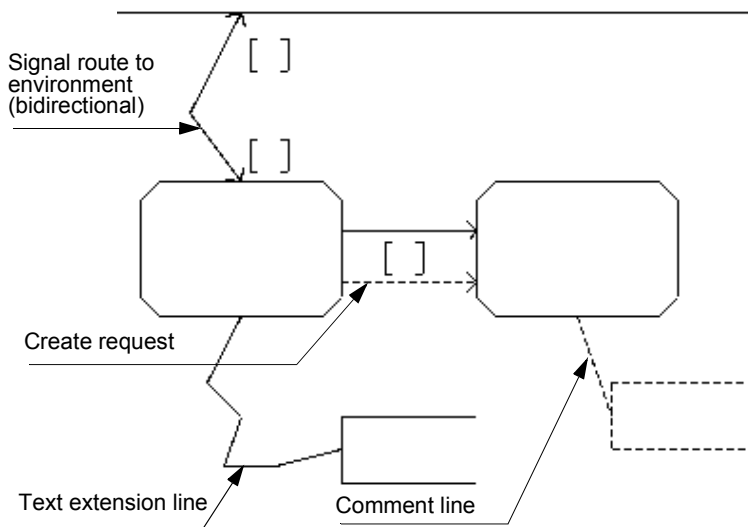 Signal route to
environment
(bidirectional)
[ ]
[ ]
[ ]
Create request
Text extension line
Comment line